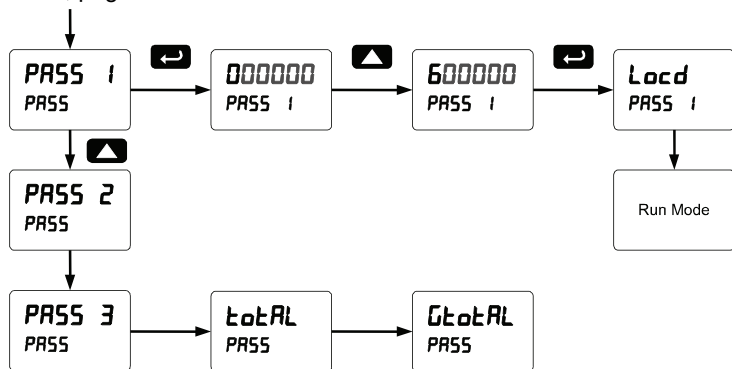 PASS 1
PASS
000000
PASS 1
600000
PASS 1
Locd
PASS 1
PASS 2
PASS
Run Mode
PASS 3
PASS
totAL
PASS
GtotAL
PASS